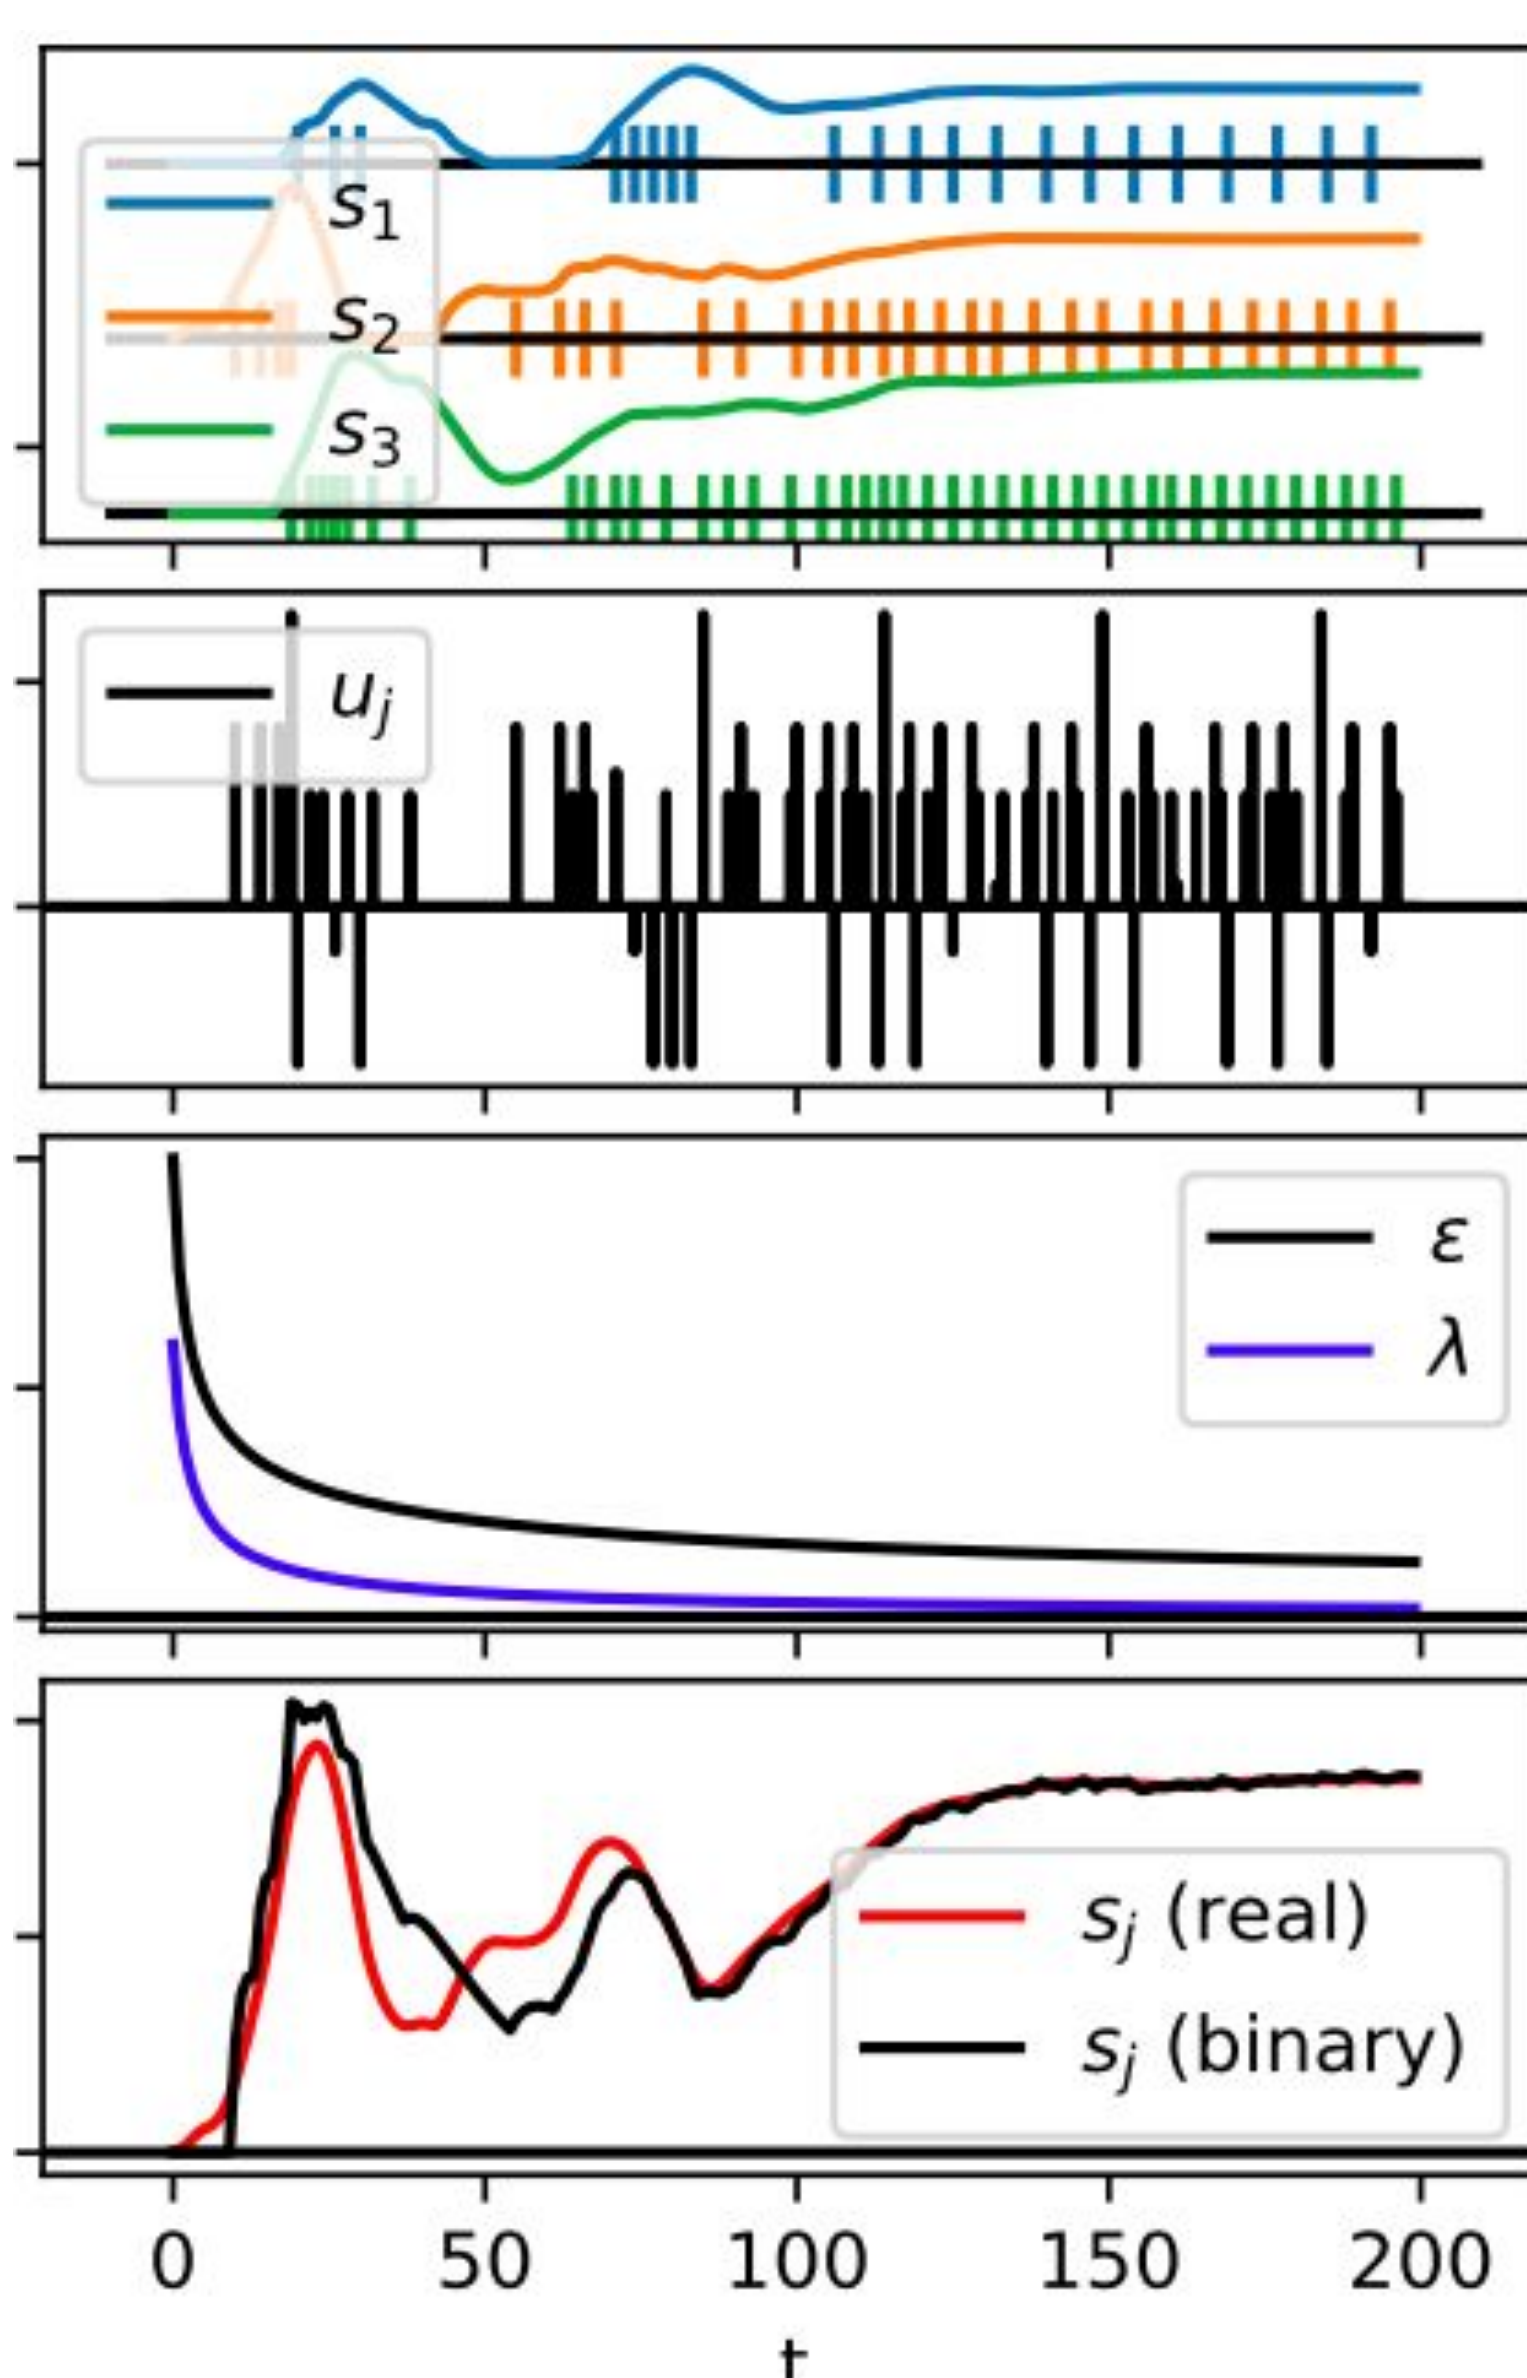 s₁
s₂
s₃
uⱼ
ε
λ
sⱼ (real)
sⱼ (binary)
0 50 100 150 200
t